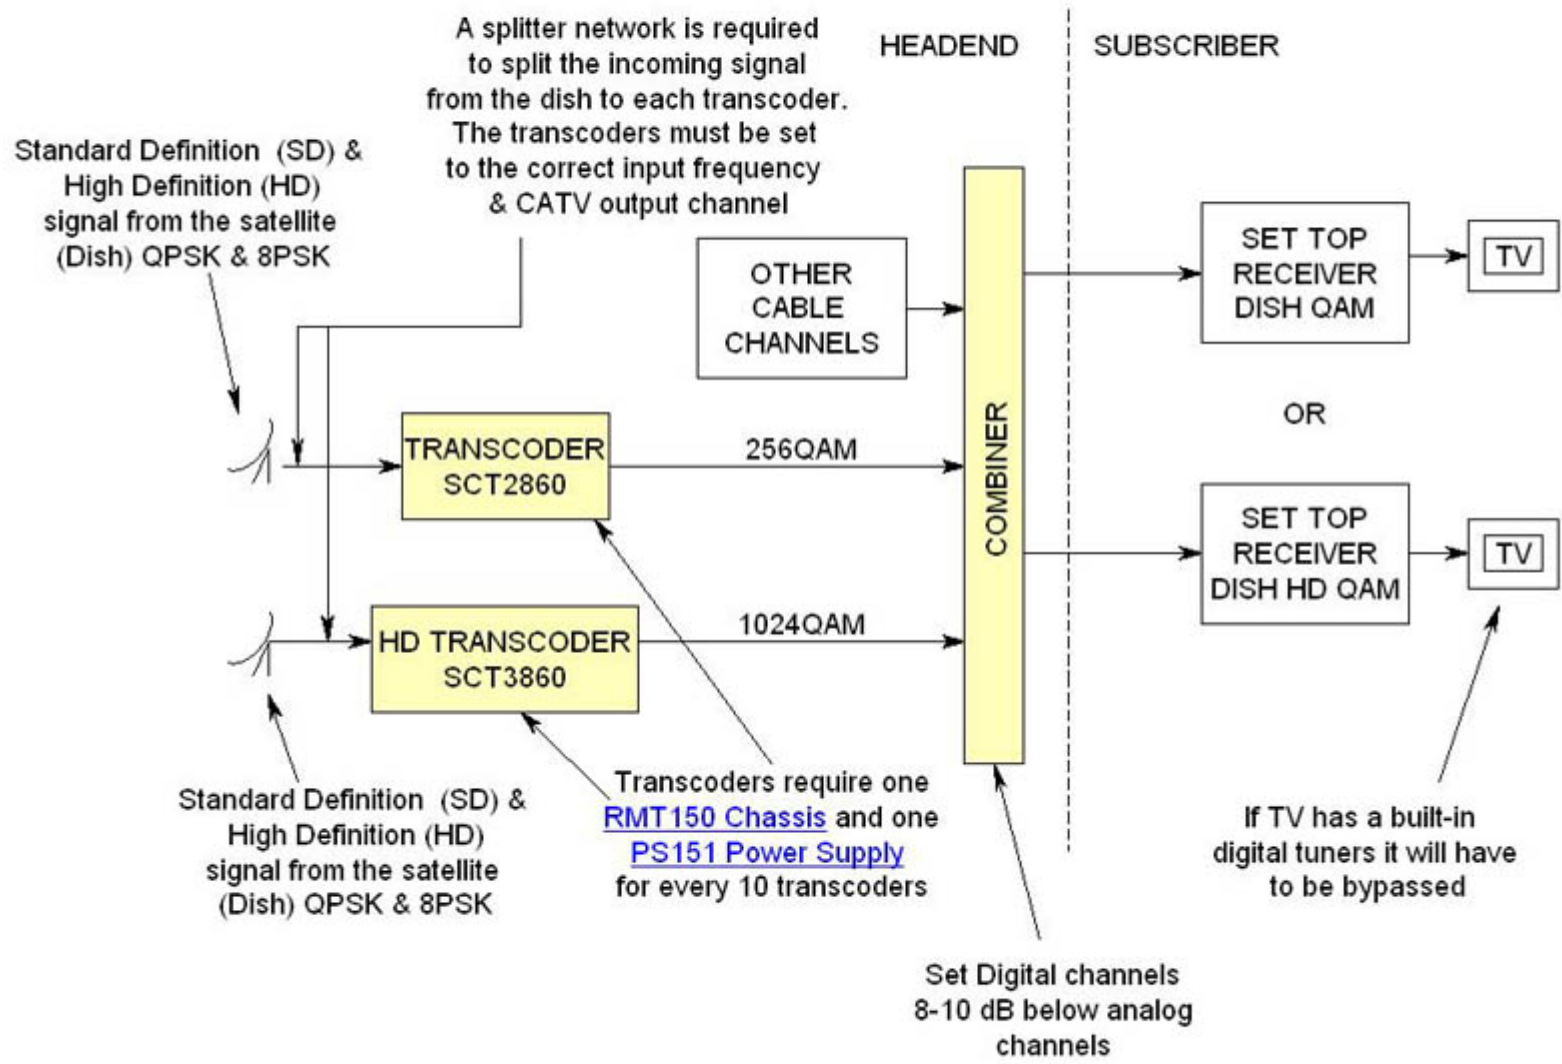 A splitter network is required
to split the incoming signal
from the dish to each transcoder.
The transcoders must be set
to the correct input frequency
& CATV output channel
HEADEND
SUBSCRIBER
Standard Definition (SD) &
High Definition (HD)
signal from the satellite
(Dish) QPSK & 8PSK
OTHER
CABLE
CHANNELS
SET TOP
RECEIVER
DISH QAM
TV
OR
TRANSCODER
SCT2860
256QAM
COMBINER
SET TOP
RECEIVER
DISH HD QAM
TV
HD TRANSCODER
SCT3860
1024QAM
Standard Definition (SD) &
High Definition (HD)
signal from the satellite
(Dish) QPSK & 8PSK
Transcoders require one
RMT150 Chassis and one
PS151 Power Supply
for every 10 transcoders
If TV has a built-in
digital tuners it will have
to be bypassed
Set Digital channels
8-10 dB below analog
channels